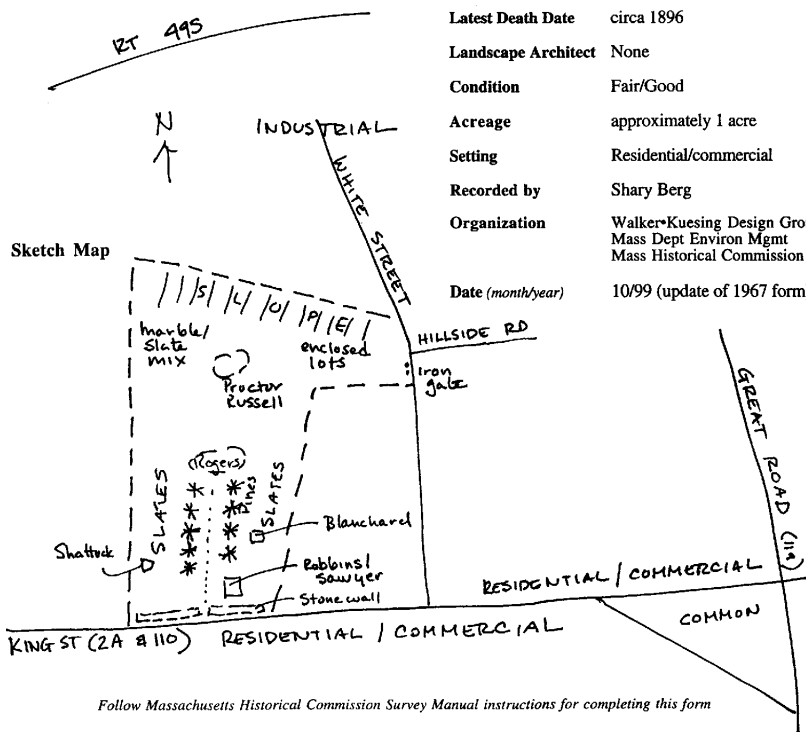 Latest Death Date circa 1896
Landscape Architect None
Condition Fair/Good
Acreage approximately 1 acre
Setting Residential/commercial
Recorded by Shary Berg
Organization Walker•Kuesing Design Gro
Mass Dept Environ Mgmt
Mass Historical Commission
Date (month/year) 10/99 (update of 1967 form
Sketch Map
RT 495
N
INDUSTRIAL
WHITE STREET
SLOPE
marble/
slate
mix
enclosed
lots
Proctor
Russell
HILLSIDE RD
Iron
gate
GREAT ROAD (119)
(Rogers)
SLATES
Pines
SLATES
Blanchard
Shattuck
Robbins/
Sawyer
Stone wall
RESIDENTIAL / COMMERCIAL
COMMON
KING ST (2A & 110) RESIDENTIAL / COMMERCIAL
Follow Massachusetts Historical Commission Survey Manual instructions for completing this form